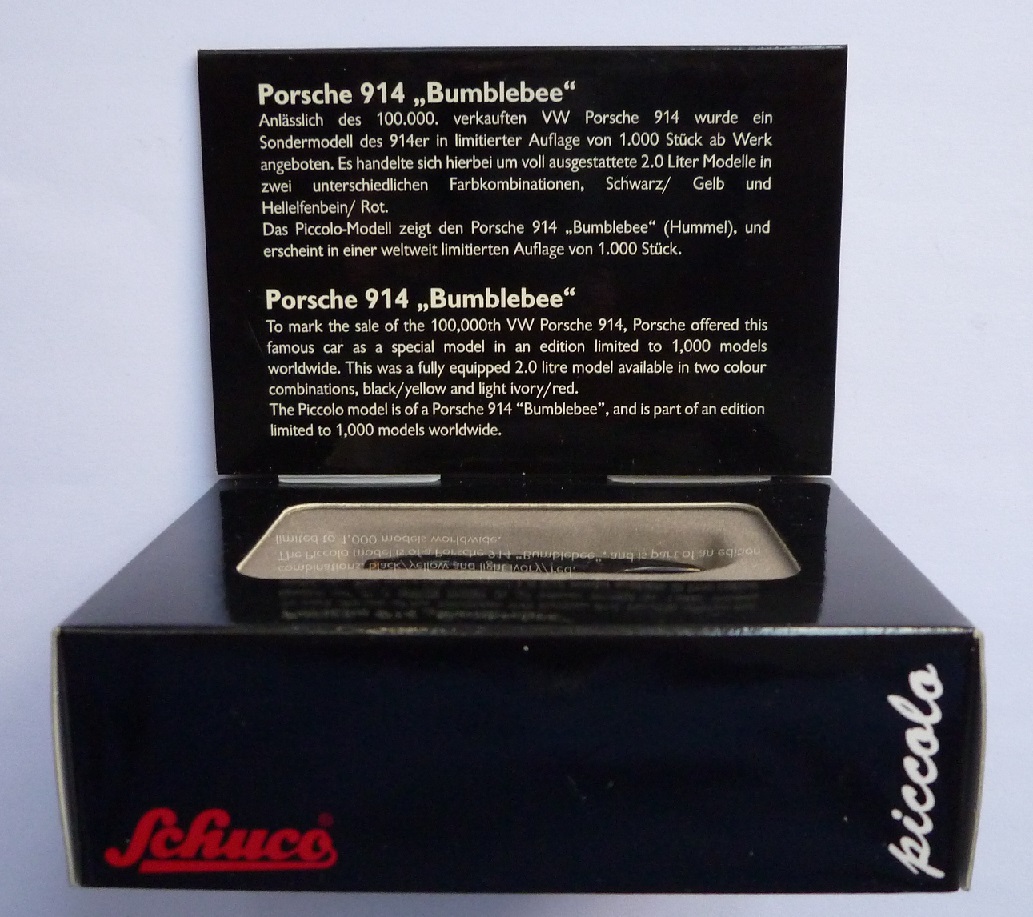 Porsche 914 „Bumblebee“
Anlässlich des 100.000. verkauften VW Porsche 914 wurde ein
Sondermodell des 914er in limitierter Auflage von 1.000 Stück ab Werk
angeboten. Es handelte sich hierbei um voll ausgestattete 2.0 Liter Modelle in
zwei unterschiedlichen Farbkombinationen, Schwarz/ Gelb und
Hellelfenbein/ Rot.
Das Piccolo-Modell zeigt den Porsche 914 „Bumblebee“ (Hummel), und
erscheint in einer weltweit limitierten Auflage von 1.000 Stück.
Porsche 914 „Bumblebee“
To mark the sale of the 100,000th VW Porsche 914, Porsche offered this
famous car as a special model in an edition limited to 1,000 models
worldwide. This was a fully equipped 2.0 litre model available in two colour
combinations, black/yellow and light ivory/red.
The Piccolo model is of a Porsche 914 “Bumblebee”, and is part of an edition
limited to 1,000 models worldwide.
Schuco®
piccolo